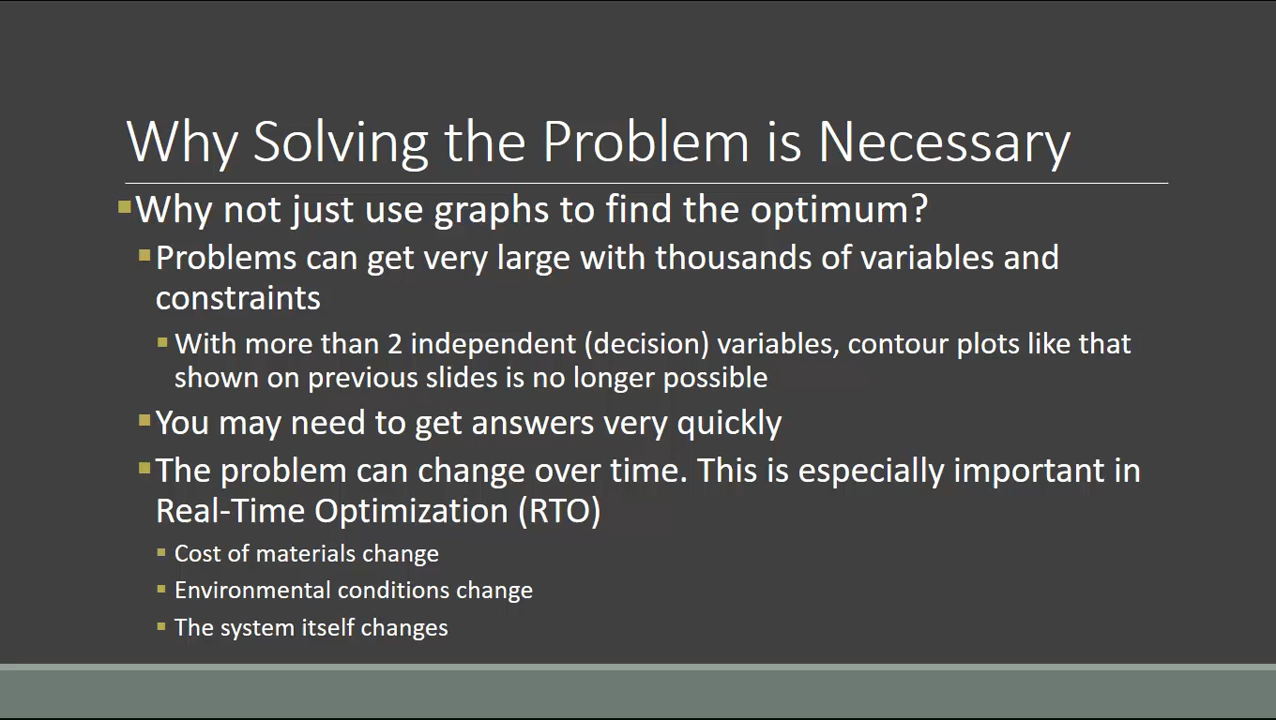 Why Solving the Problem is Necessary
Why not just use graphs to find the optimum?
Problems can get very large with thousands of variables and
constraints
With more than 2 independent (decision) variables, contour plots like that
shown on previous slides is no longer possible
You may need to get answers very quickly
The problem can change over time. This is especially important in
Real-Time Optimization (RTO)
Cost of materials change
Environmental conditions change
The system itself changes